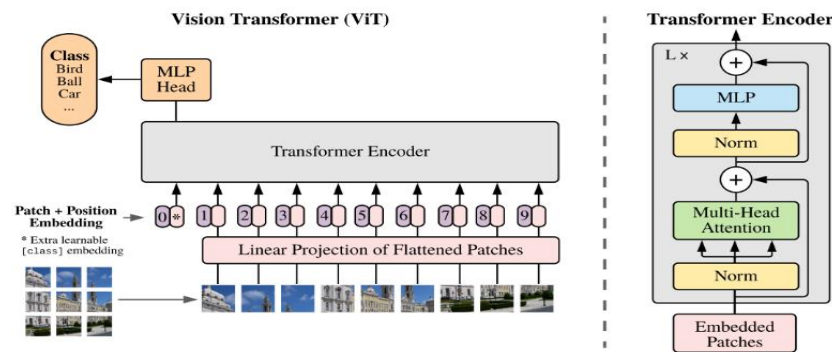 Vision Transformer (ViT)
Class
Bird
Ball
Car
...
MLP
Head
Transformer Encoder
Patch + Position
Embedding
0 * 1 2 3 4 5 6 7 8 9
* Extra learnable
[class] embedding
Linear Projection of Flattened Patches
Transformer Encoder
L ×
+
MLP
Norm
+
Multi-Head
Attention
Norm
Embedded
Patches